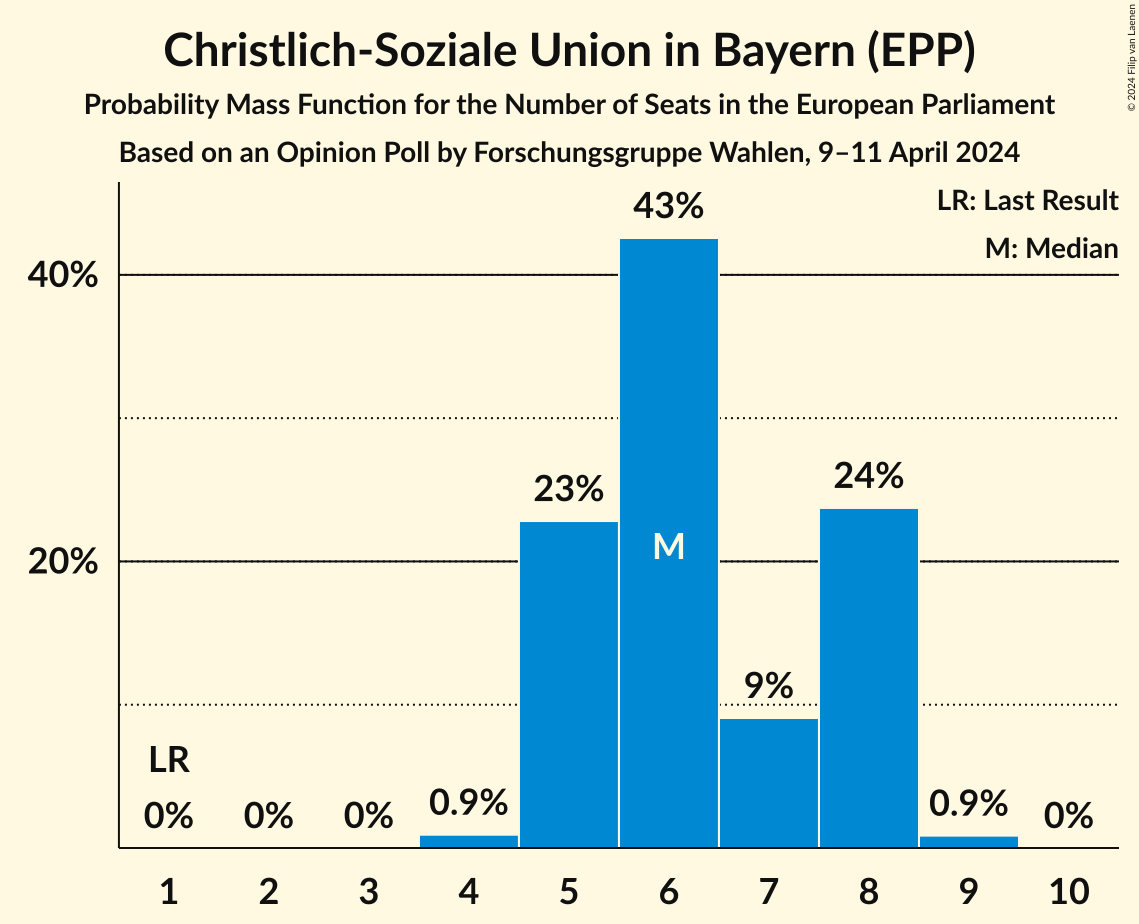 Christlich-Soziale Union in Bayern (EPP)
Probability Mass Function for the Number of Seats in the European Parliament
Based on an Opinion Poll by Forschungsgruppe Wahlen, 9–11 April 2024
© 2024 Filip van Laenen
LR: Last Result
M: Median
43%
40%
24%
23%
M
20%
9%
LR
0% 0% 0% 0.9% 0.9% 0%
1 2 3 4 5 6 7 8 9 10